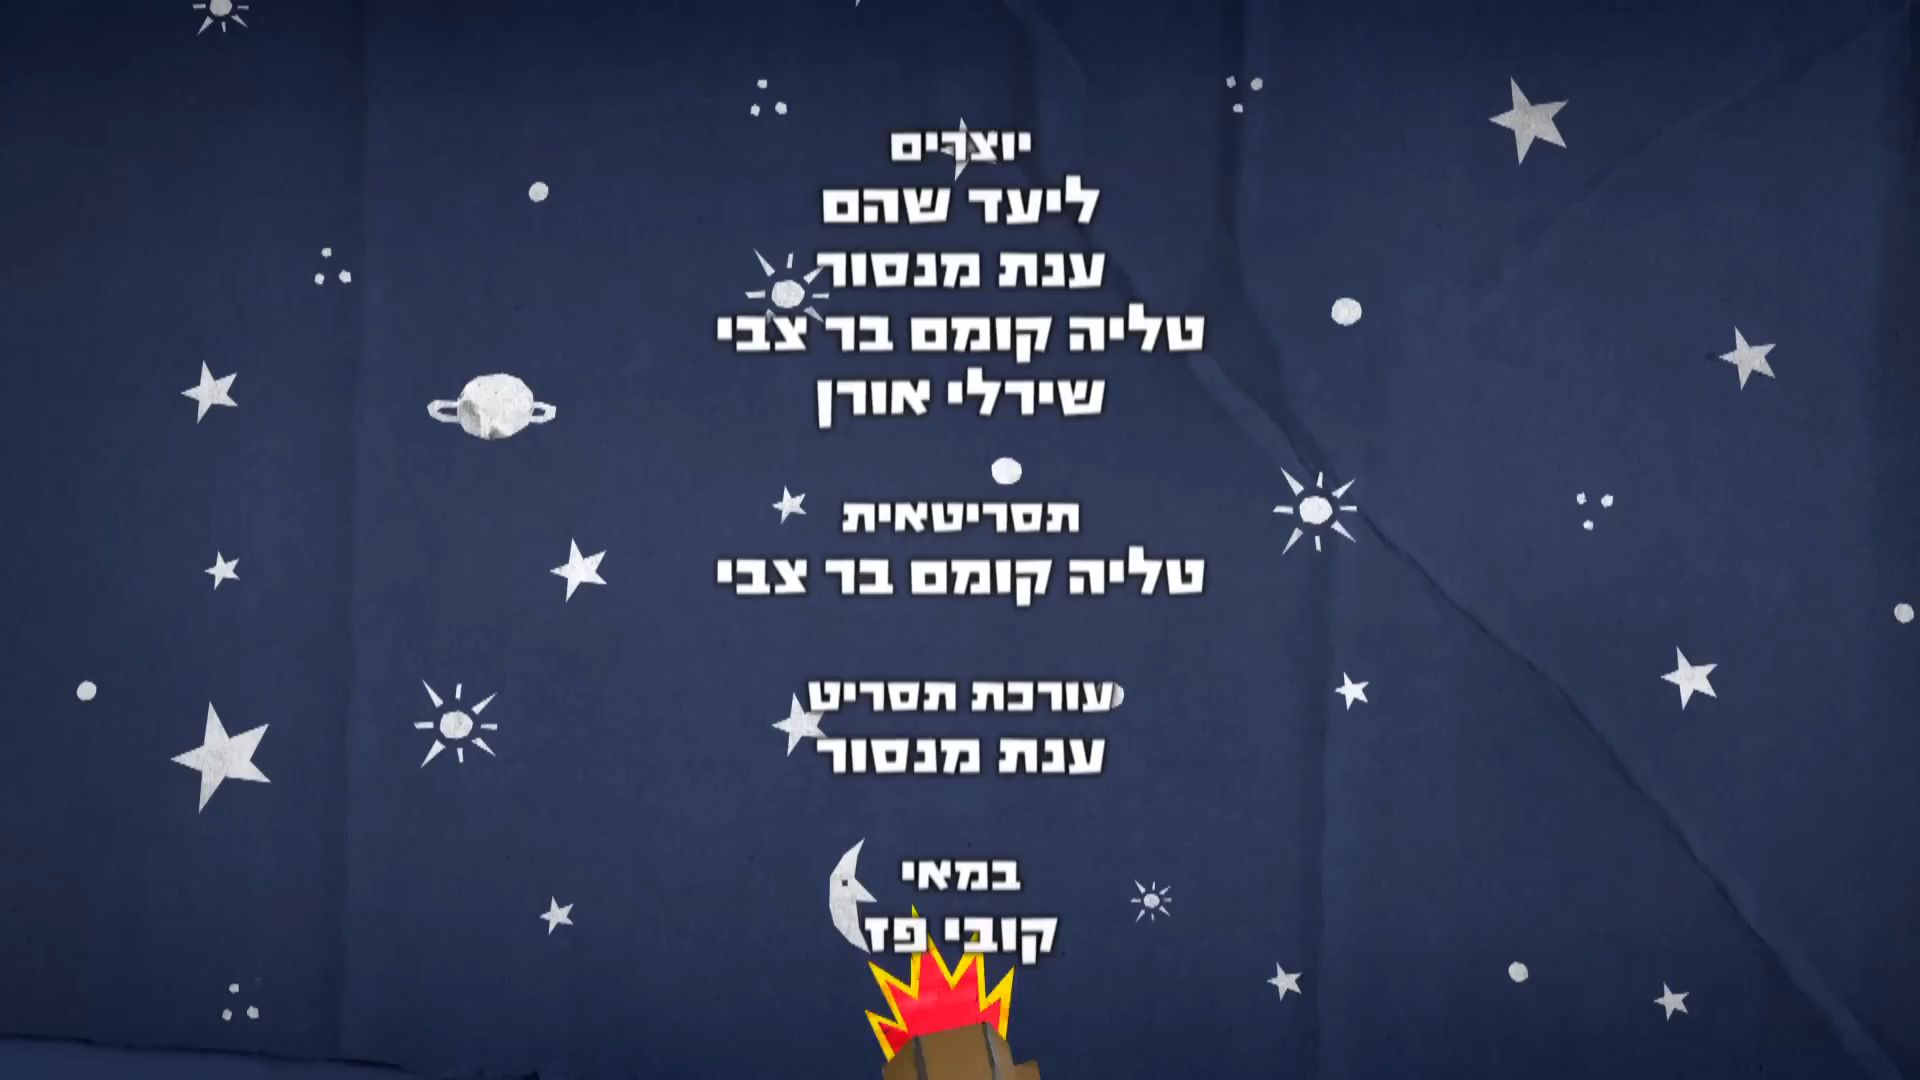 יוצרים
ליעד שהם
ענת מנסור
טליה קומם בר צבי
שירלי אורן
תסריטאית
טליה קומם בר צבי
עורכת תסריט
ענת מנסור
במאי
קובי פז